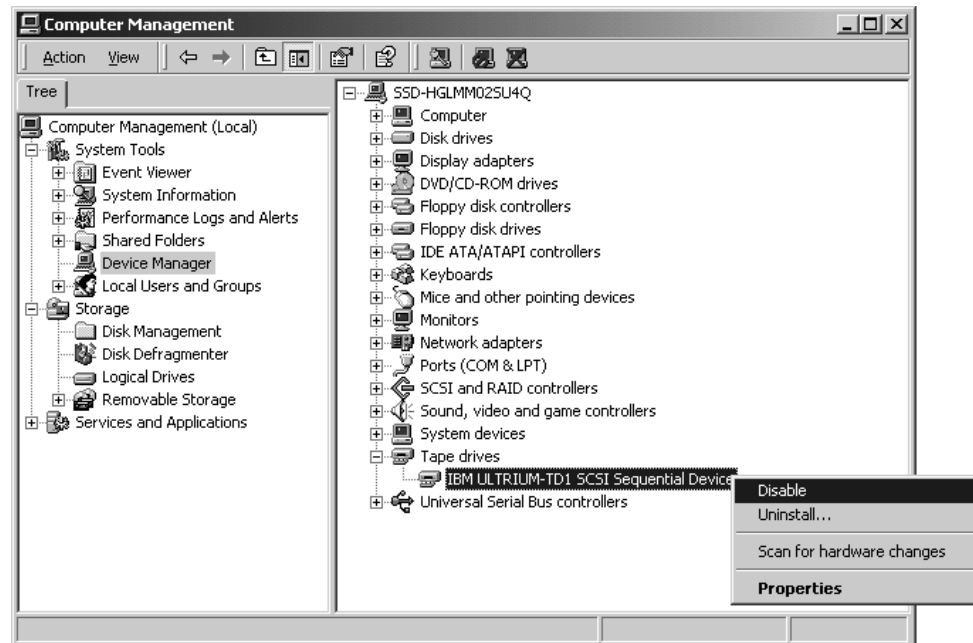 Computer Management
Action View
Tree
Computer Management (Local)
System Tools
Event Viewer
System Information
Performance Logs and Alerts
Shared Folders
Device Manager
Local Users and Groups
Storage
Disk Management
Disk Defragmenter
Logical Drives
Removable Storage
Services and Applications
SSD-HGLMM02SU4Q
Computer
Disk drives
Display adapters
DVD/CD-ROM drives
Floppy disk controllers
Floppy disk drives
IDE ATA/ATAPI controllers
Keyboards
Mice and other pointing devices
Monitors
Network adapters
Ports (COM & LPT)
SCSI and RAID controllers
Sound, video and game controllers
System devices
Tape drives
IBM ULTRIUM-TD1 SCSI Sequential Device
Universal Serial Bus controllers
Disable
Uninstall...
Scan for hardware changes
Properties